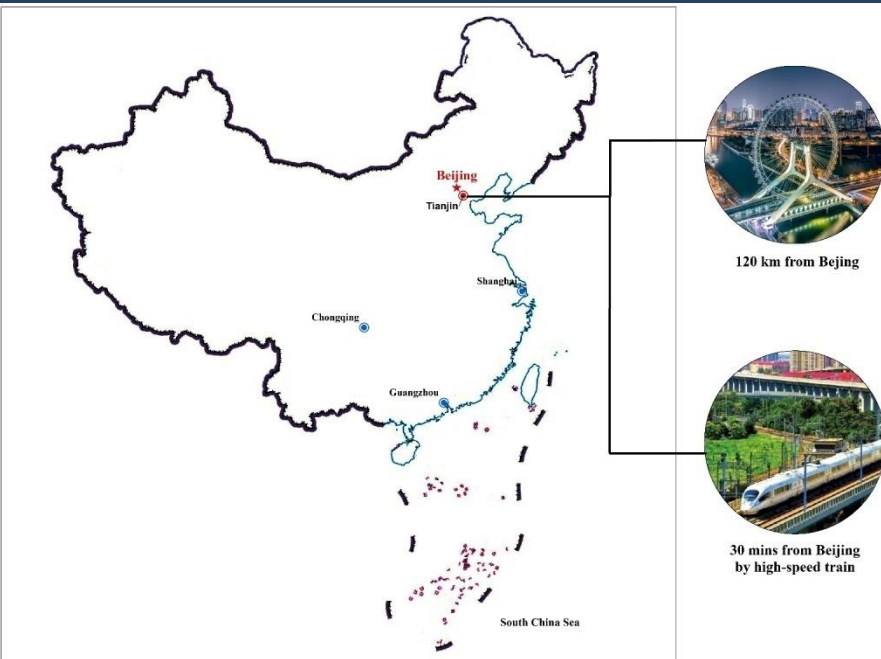 Beijing
Tianjin
Shanghai
Chongqing
Guangzhou
South China Sea
120 km from Bejing
30 mins from Beijing
by high-speed train